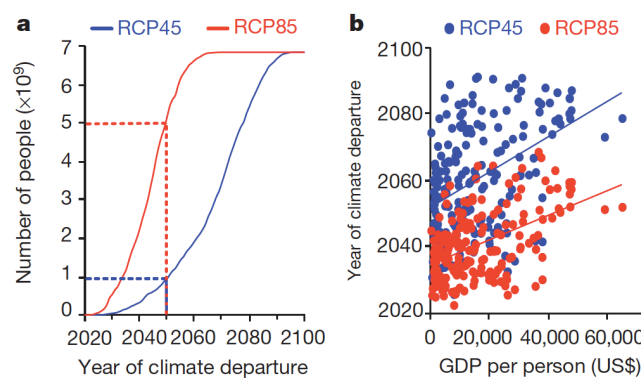 a
RCP45 RCP85
7
6
5
4
3
2
1
0
Number of people (×10⁹)
2020 2040 2060 2080 2100
Year of climate departure
b
RCP45 RCP85
2100
2080
2060
2040
2020
Year of climate departure
0 20,000 40,000 60,000
GDP per person (US$)